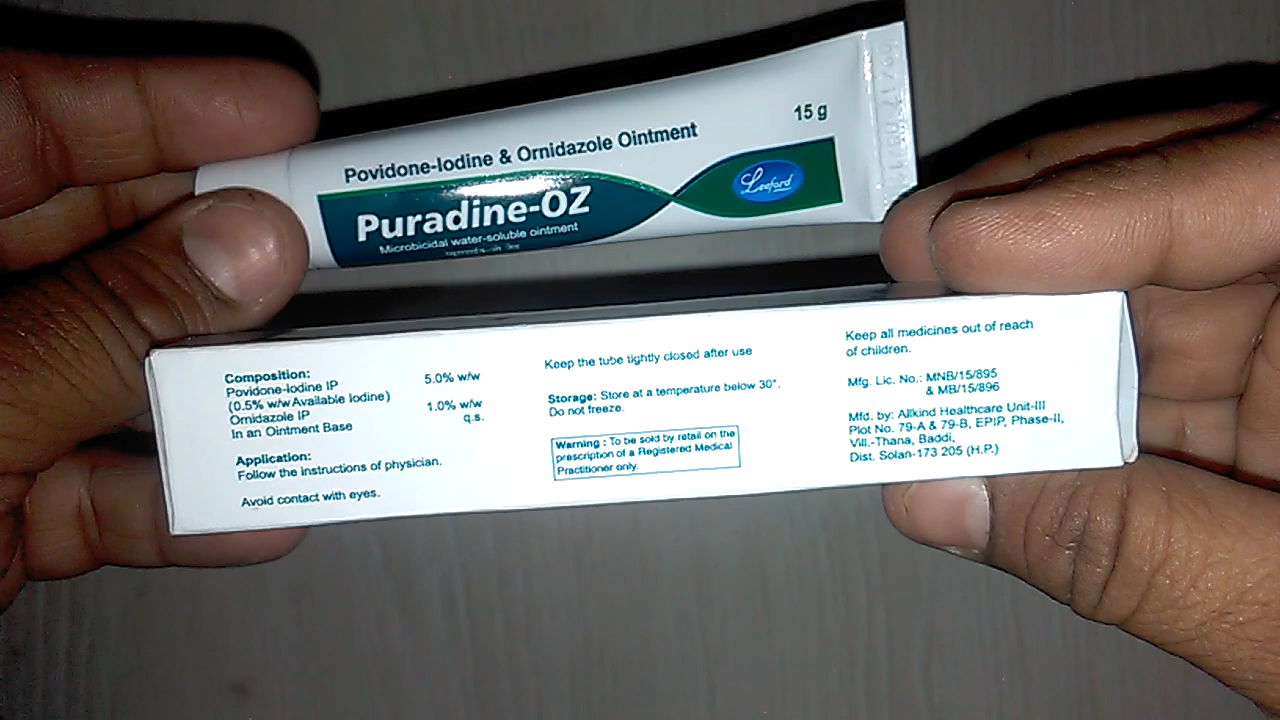 15 g
Povidone-Iodine & Ornidazole Ointment
Leeford
Puradine-OZ
Microbicidal water-soluble ointment
Composition:
Povidone-Iodine IP 5.0% w/w
(0.5% w/w Available Iodine)
Ornidazole IP 1.0% w/w
In an Ointment Base q.s.
Application:
Follow the instructions of physician.
Avoid contact with eyes.
Keep the tube tightly closed after use
Storage: Store at a temperature below 30°.
Do not freeze.
Warning : To be sold by retail on the
prescription of a Registered Medical
Practitioner only.
Keep all medicines out of reach
of children.
Mfg. Lic. No.: MNB/15/895
& MB/15/896
Mfd. by: Allkind Healthcare Unit-III
Plot No. 79-A & 79-B, EPIP, Phase-II,
Vill.-Thana, Baddi,
Dist. Solan-173 205 (H.P.)